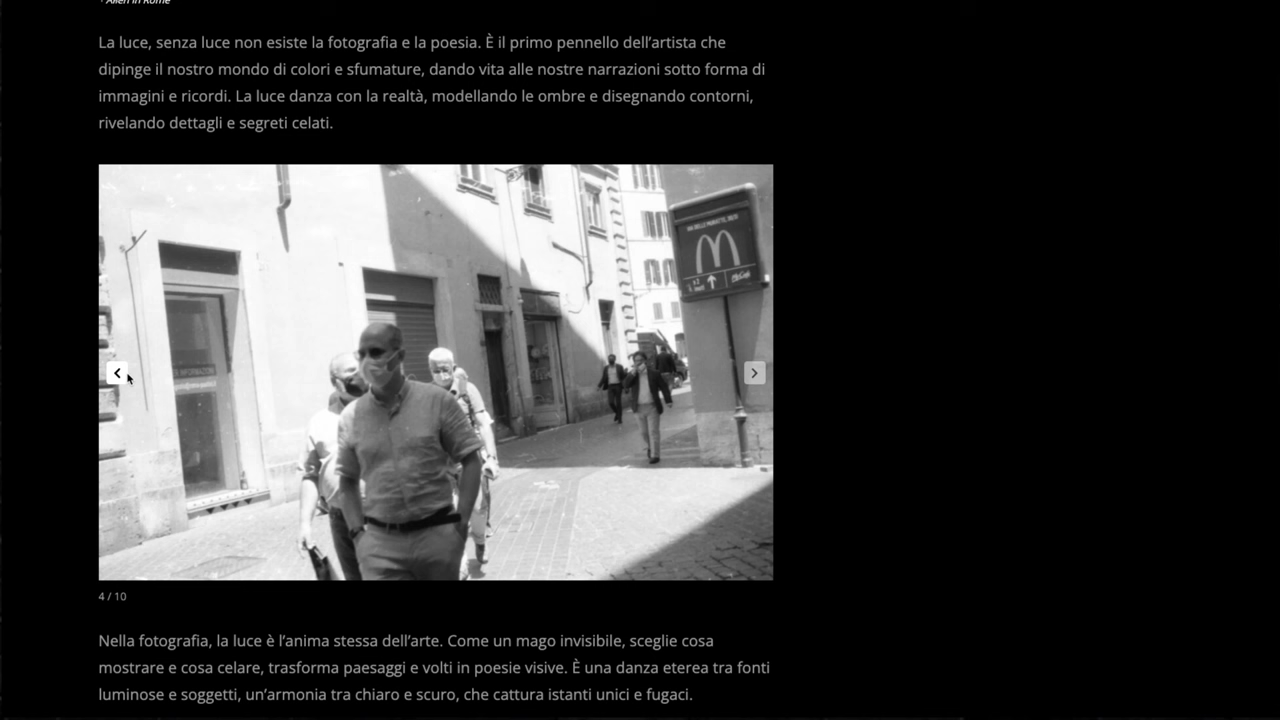 Alien in Rome
La luce, senza luce non esiste la fotografia e la poesia. È il primo pennello dell’artista che
dipinge il nostro mondo di colori e sfumature, dando vita alle nostre narrazioni sotto forma di
immagini e ricordi. La luce danza con la realtà, modellando le ombre e disegnando contorni,
rivelando dettagli e segreti celati.
4 / 10
Nella fotografia, la luce è l’anima stessa dell’arte. Come un mago invisibile, sceglie cosa
mostrare e cosa celare, trasforma paesaggi e volti in poesie visive. È una danza eterea tra fonti
luminose e soggetti, un’armonia tra chiaro e scuro, che cattura istanti unici e fugaci.